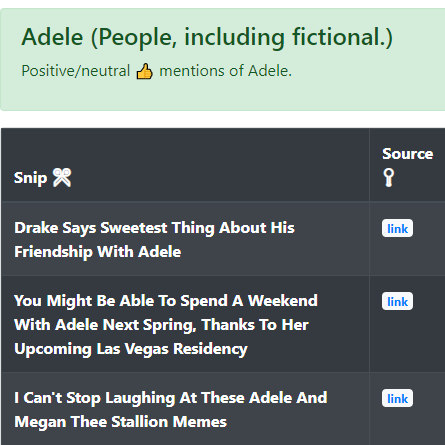 Adele (People, including fictional.)
Positive/neutral 👍 mentions of Adele.
Source
Snip
Drake Says Sweetest Thing About His
Friendship With Adele
link
You Might Be Able To Spend A Weekend
With Adele Next Spring, Thanks To Her
Upcoming Las Vegas Residency
link
I Can't Stop Laughing At These Adele And
Megan Thee Stallion Memes
link